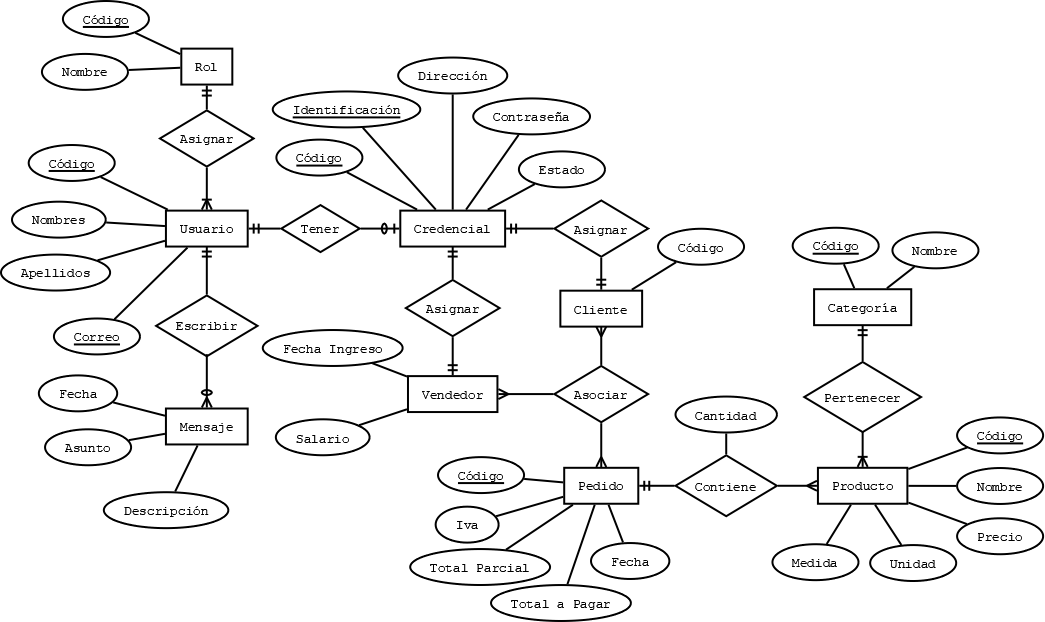 Código
Rol
Nombre
Dirección
Identificación
Contraseña
Asignar
Código
Código
Estado
Nombres
Usuario
Tener
Credencial
Asignar
Código
Código
Nombre
Apellidos
Escribir
Asignar
Cliente
Categoría
Correo
Fecha Ingreso
Fecha
Vendedor
Asociar
Pertenecer
Mensaje
Asunto
Salario
Cantidad
Código
Descripción
Código
Pedido
Contiene
Producto
Nombre
Iva
Precio
Total Parcial
Fecha
Medida
Unidad
Total a Pagar